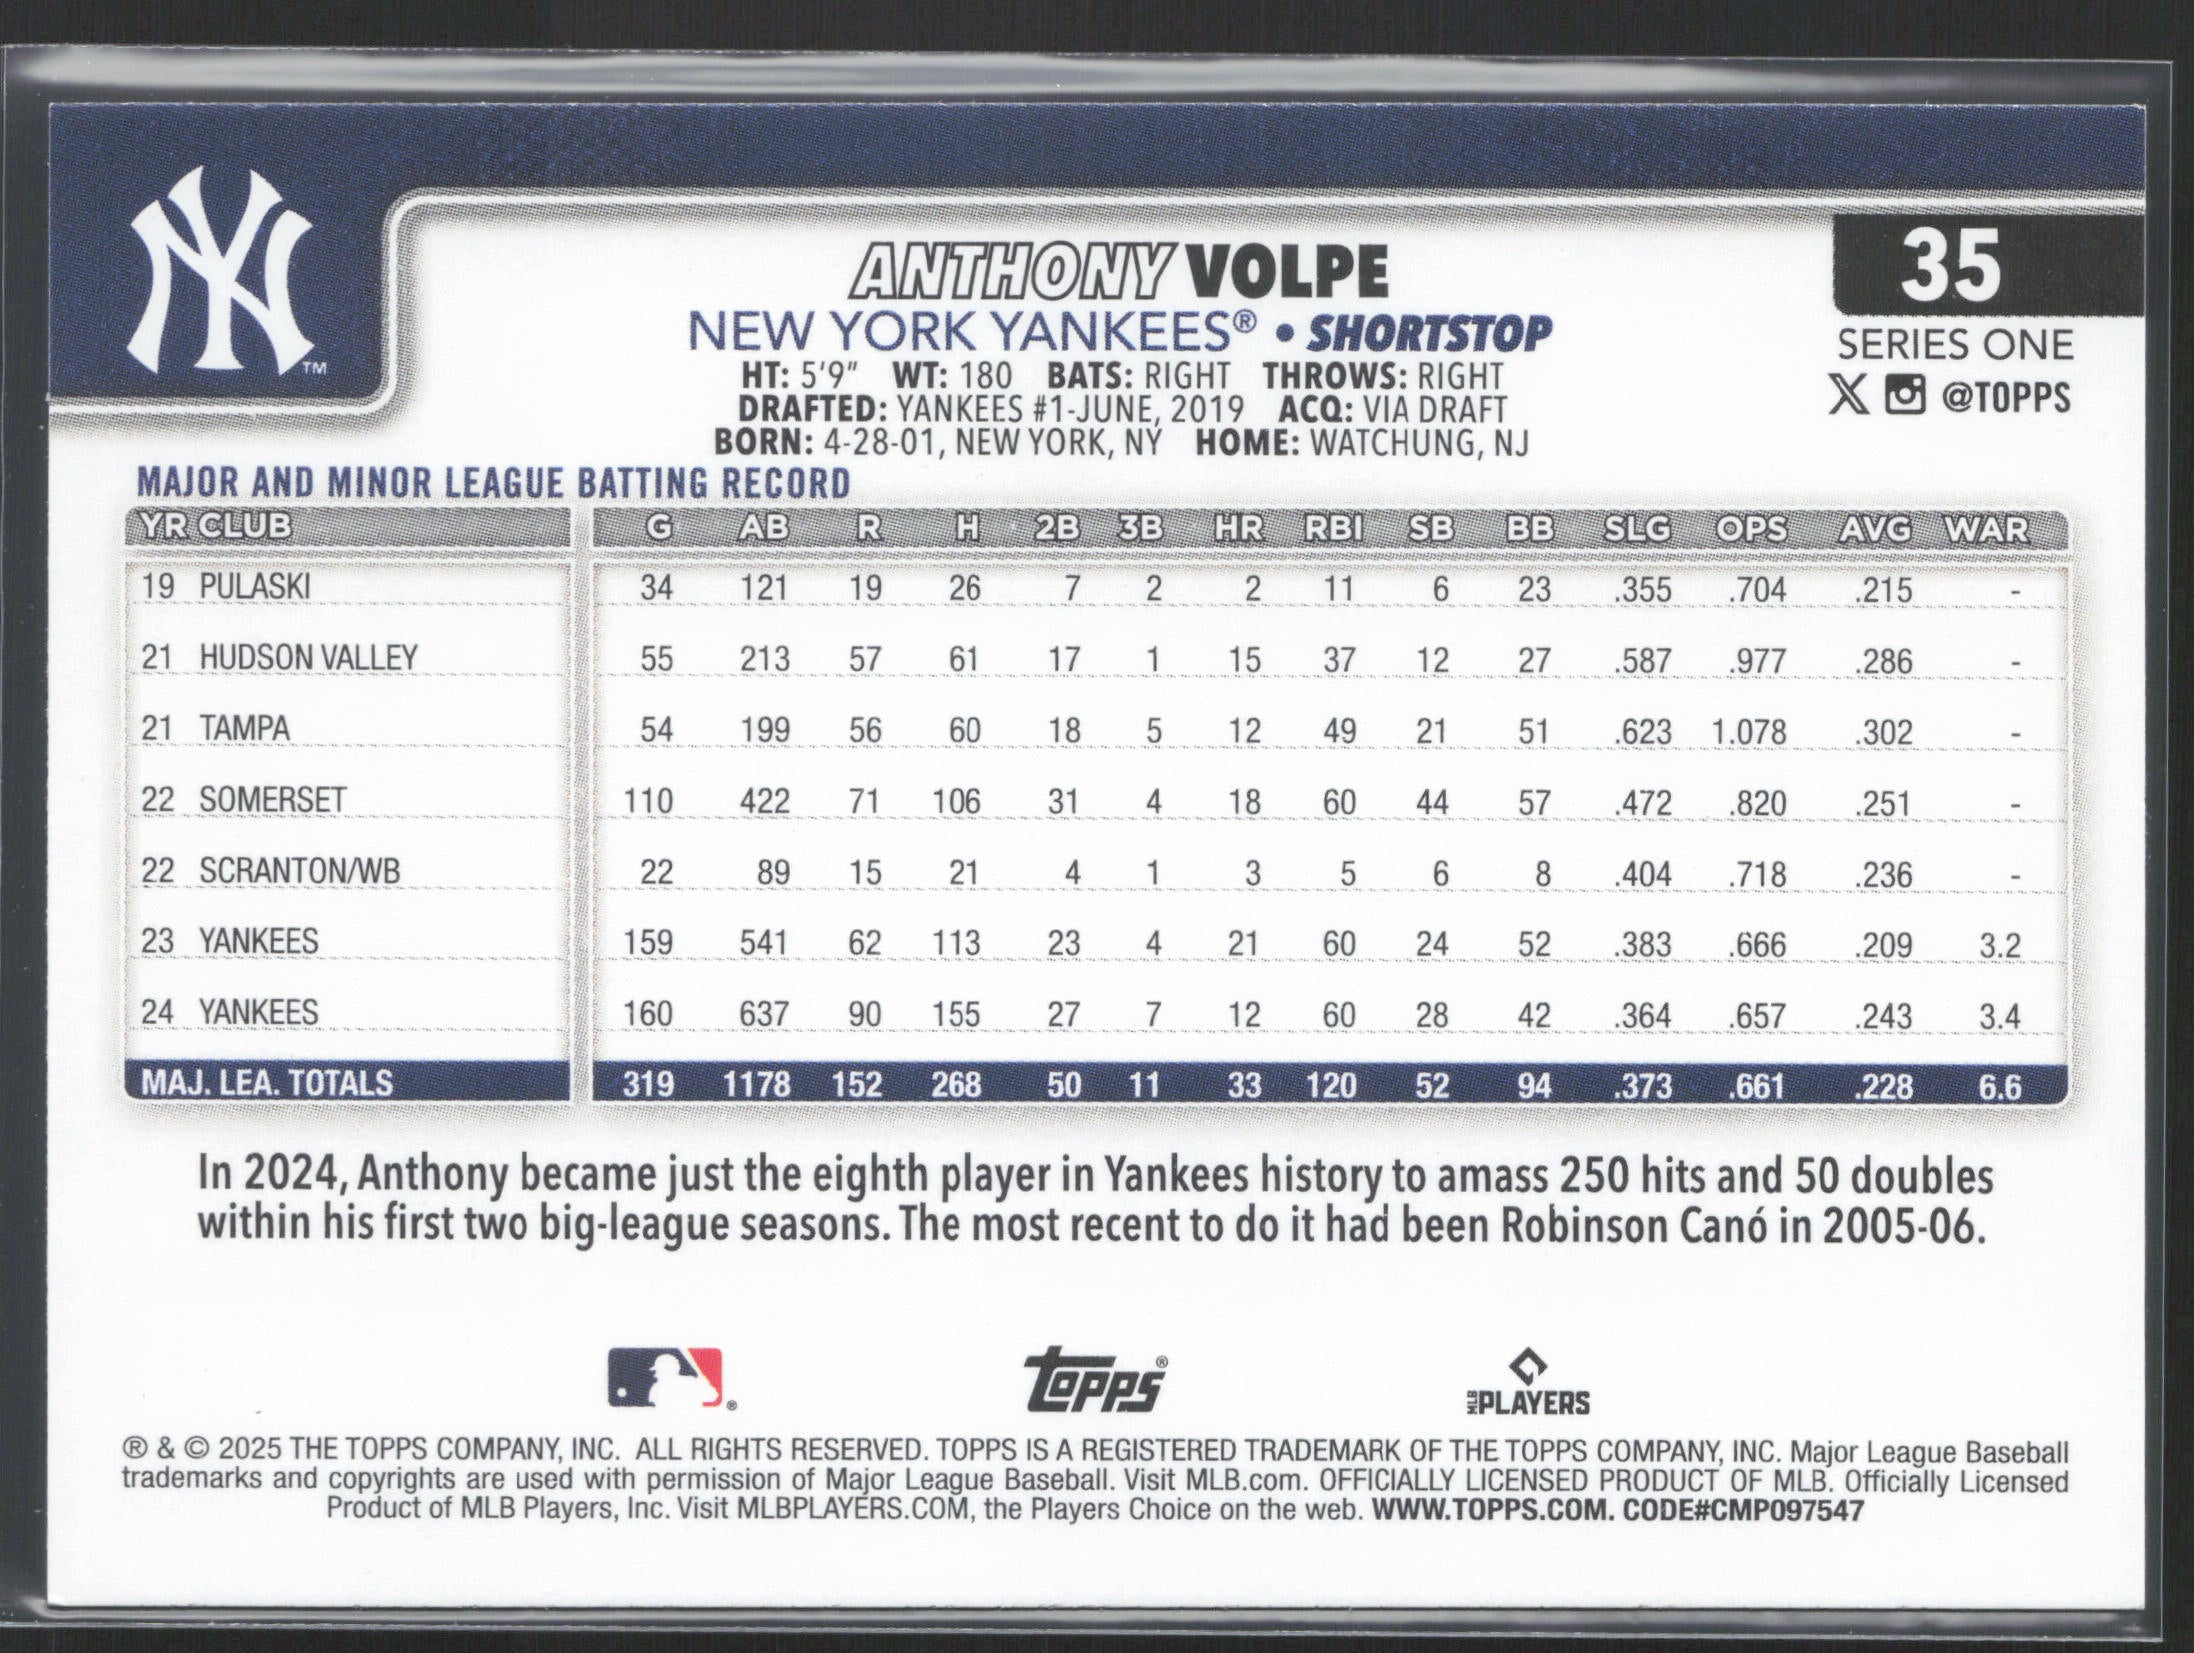 NY™
ANTHONY VOLPE
35
NEW YORK YANKEES® • SHORTSTOP
SERIES ONE
HT: 5'9" WT: 180 BATS: RIGHT THROWS: RIGHT
X @TOPPS
DRAFTED: YANKEES #1-JUNE, 2019 ACQ: VIA DRAFT
BORN: 4-28-01, NEW YORK, NY HOME: WATCHUNG, NJ
MAJOR AND MINOR LEAGUE BATTING RECORD
YR CLUB G AB R H 2B 3B HR RBI SB BB SLG OPS AVG WAR
19 PULASKI 34 121 19 26 7 2 2 11 6 23 .355 .704 .215 -
21 HUDSON VALLEY 55 213 57 61 17 1 15 37 12 27 .587 .977 .286 -
21 TAMPA 54 199 56 60 18 5 12 49 21 51 .623 1.078 .302 -
22 SOMERSET 110 422 71 106 31 4 18 60 44 57 .472 .820 .251 -
22 SCRANTON/WB 22 89 15 21 4 1 3 5 6 8 .404 .718 .236 -
23 YANKEES 159 541 62 113 23 4 21 60 24 52 .383 .666 .209 3.2
24 YANKEES 160 637 90 155 27 7 12 60 28 42 .364 .657 .243 3.4
MAJ. LEA. TOTALS 319 1178 152 268 50 11 33 120 52 94 .373 .661 .228 6.6
In 2024, Anthony became just the eighth player in Yankees history to amass 250 hits and 50 doubles
within his first two big-league seasons. The most recent to do it had been Robinson Canó in 2005-06.
® topps® MLB PLAYERS
® & © 2025 THE TOPPS COMPANY, INC. ALL RIGHTS RESERVED. TOPPS IS A REGISTERED TRADEMARK OF THE TOPPS COMPANY, INC. Major League Baseball
trademarks and copyrights are used with permission of Major League Baseball. Visit MLB.com. OFFICIALLY LICENSED PRODUCT OF MLB. Officially Licensed
Product of MLB Players, Inc. Visit MLBPLAYERS.COM, the Players Choice on the web. WWW.TOPPS.COM. CODE#CMP097547